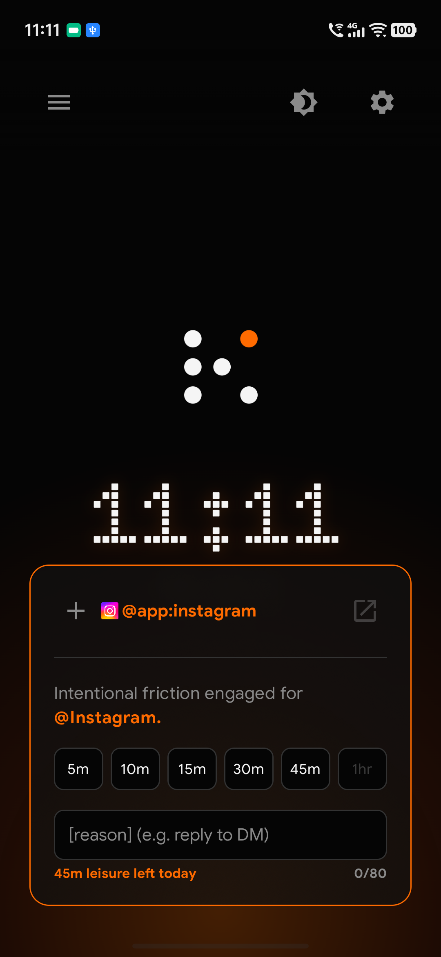 11:11
4G
100
11:11
@app:instagram
Intentional friction engaged for
@Instagram.
5m 10m 15m 30m 45m 1hr
[reason] (e.g. reply to DM)
45m leisure left today 0/80